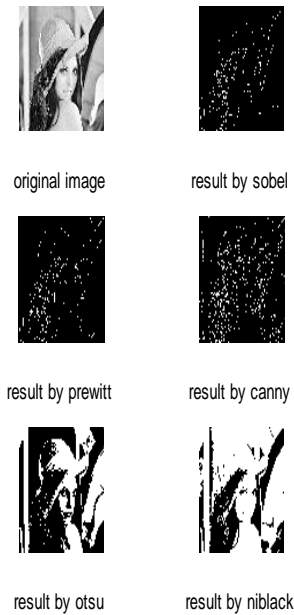 original image
result by sobel
result by prewitt
result by canny
result by otsu
result by niblack